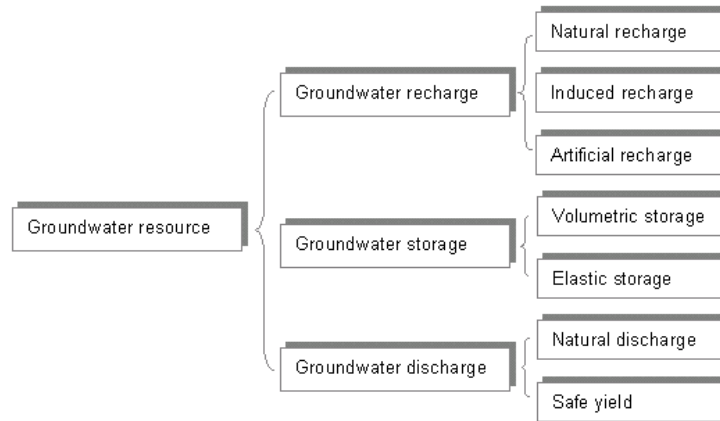 Groundwater resource
Groundwater recharge
Natural recharge
Induced recharge
Artificial recharge
Groundwater storage
Volumetric storage
Elastic storage
Groundwater discharge
Natural discharge
Safe yield